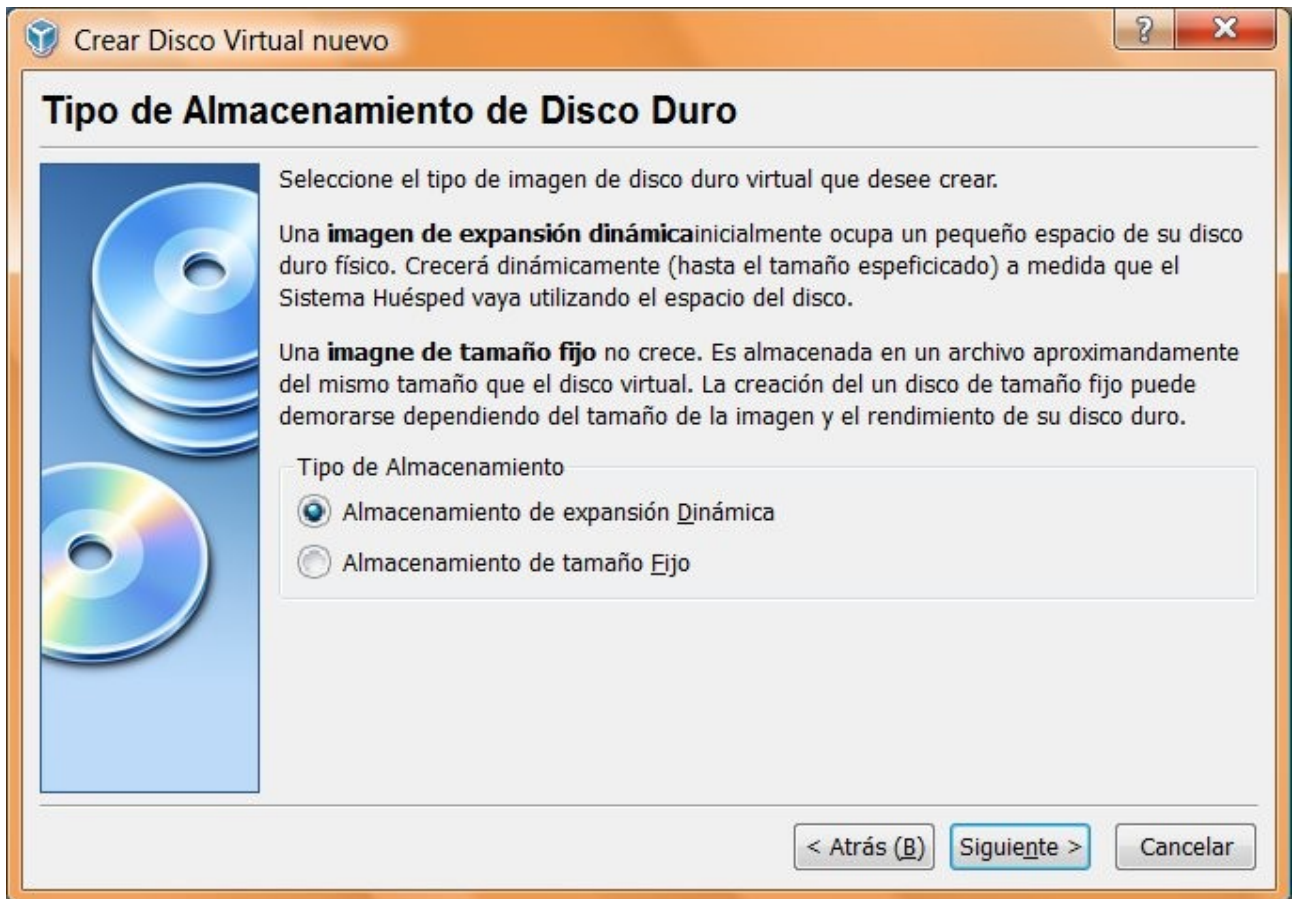 Crear Disco Virtual nuevo
?
X
Tipo de Almacenamiento de Disco Duro
Seleccione el tipo de imagen de disco duro virtual que desee crear.
Una imagen de expansión dinámicainicialmente ocupa un pequeño espacio de su disco
duro físico. Crecerá dinámicamente (hasta el tamaño espeficicado) a medida que el
Sistema Huésped vaya utilizando el espacio del disco.
Una imagne de tamaño fijo no crece. Es almacenada en un archivo aproximandamente
del mismo tamaño que el disco virtual. La creación del un disco de tamaño fijo puede
demorarse dependiendo del tamaño de la imagen y el rendimiento de su disco duro.
Tipo de Almacenamiento
Almacenamiento de expansión Dinámica
Almacenamiento de tamaño Fijo
< Atrás (B) Siguiente > Cancelar